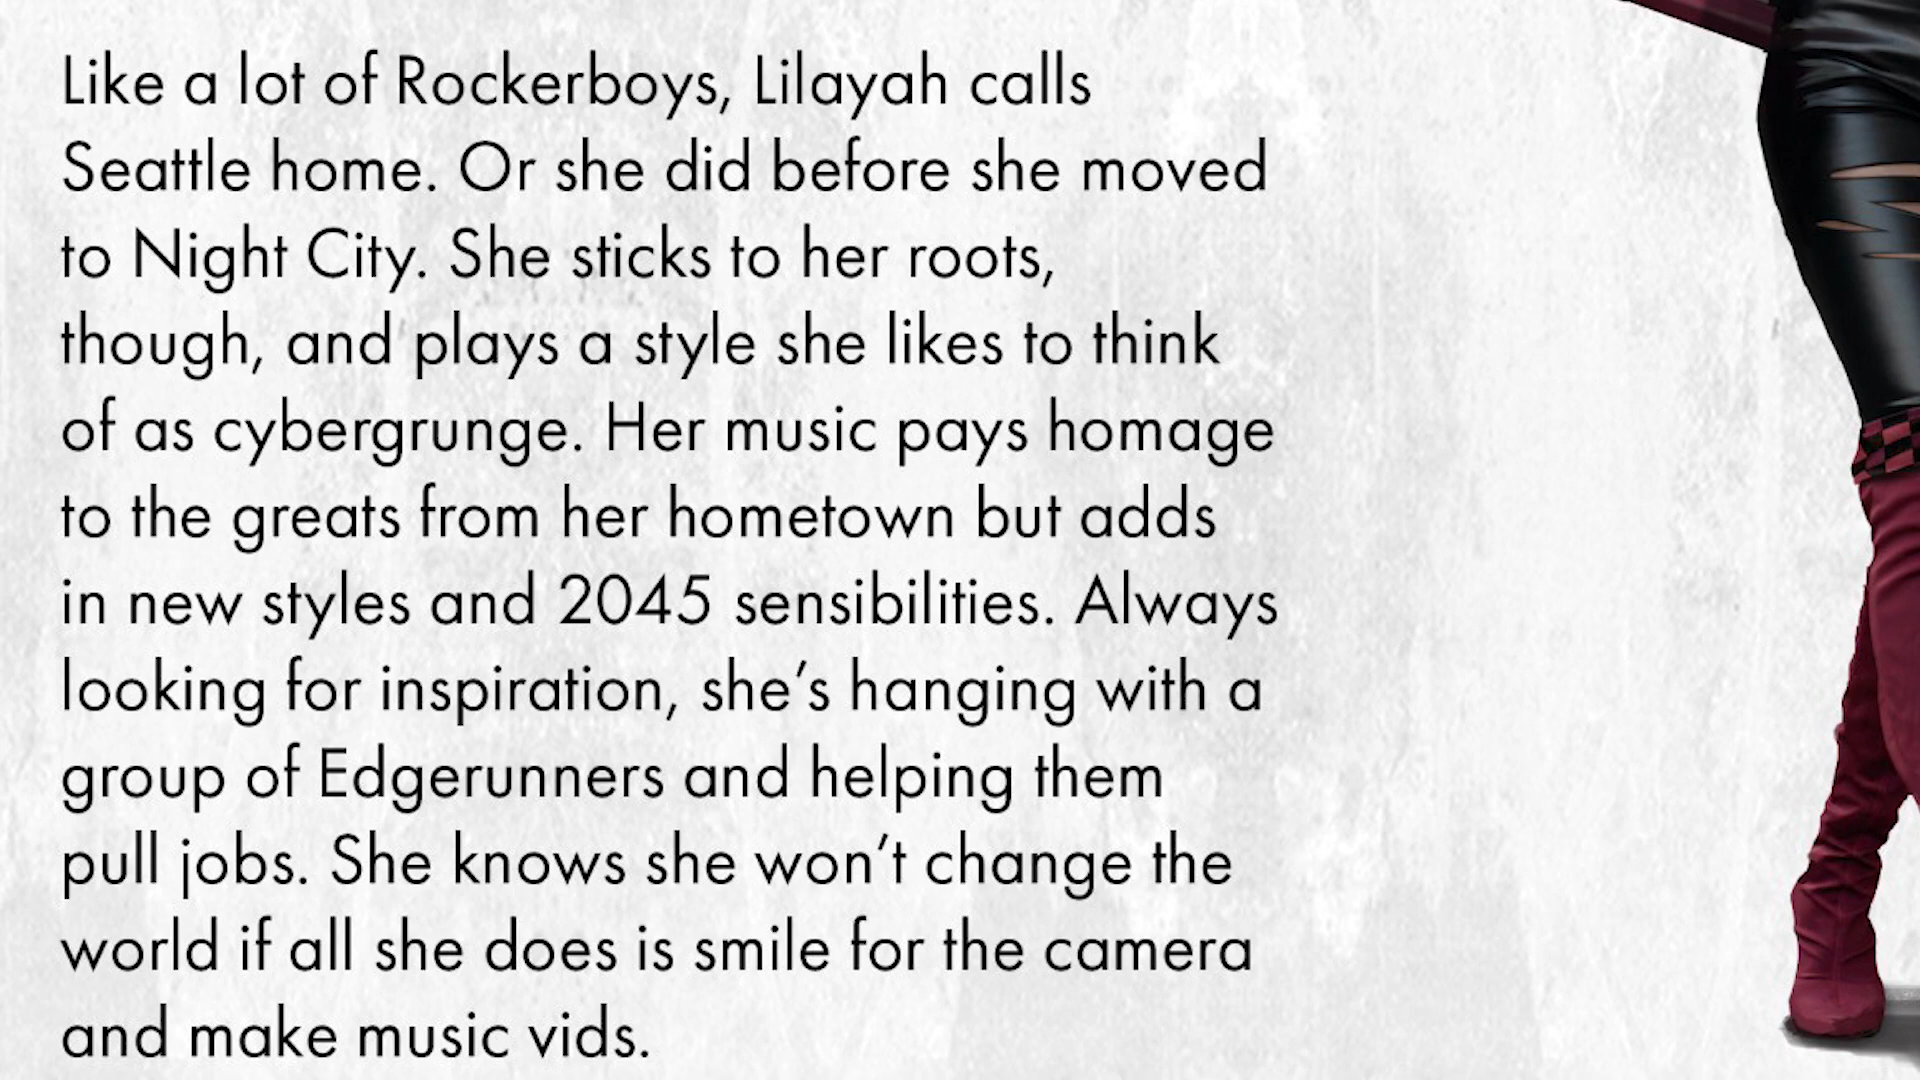 Like a lot of Rockerboys, Lilayah calls
Seattle home. Or she did before she moved
to Night City. She sticks to her roots,
though, and plays a style she likes to think
of as cybergrunge. Her music pays homage
to the greats from her hometown but adds
in new styles and 2045 sensibilities. Always
looking for inspiration, she’s hanging with a
group of Edgerunners and helping them
pull jobs. She knows she won’t change the
world if all she does is smile for the camera
and make music vids.